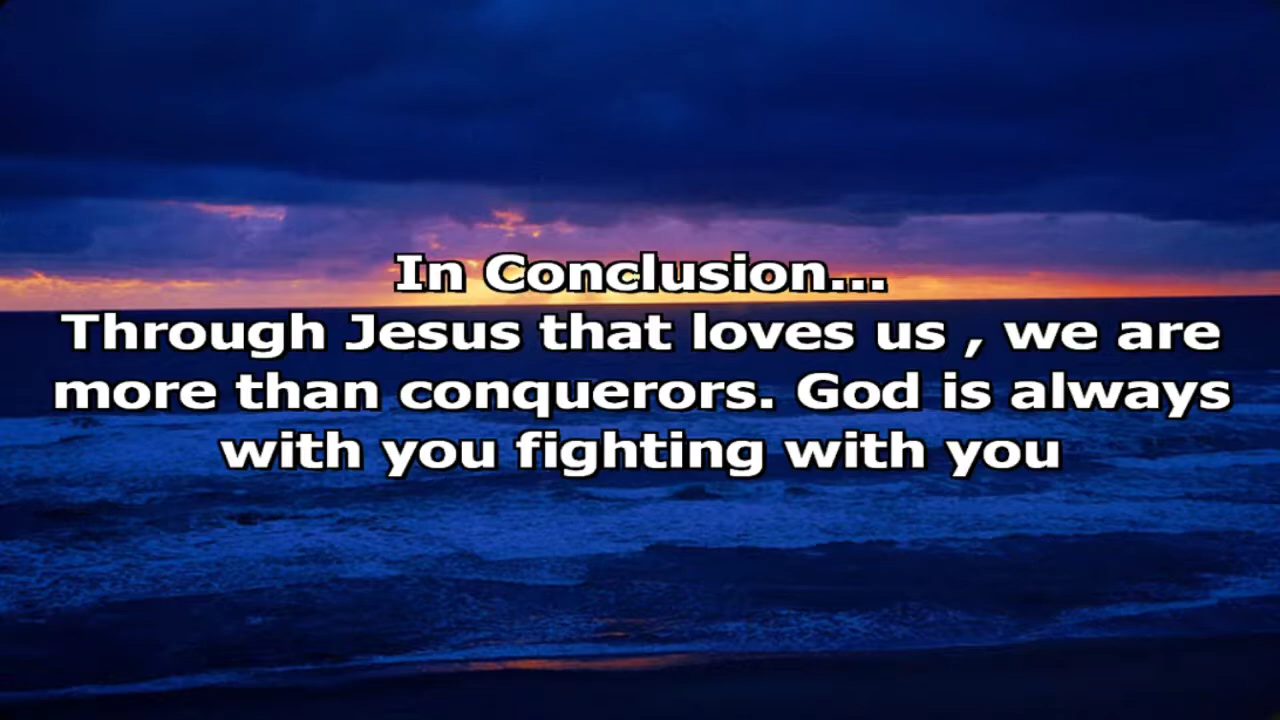 In Conclusion...
Through Jesus that loves us , we are
more than conquerors. God is always
with you fighting with you